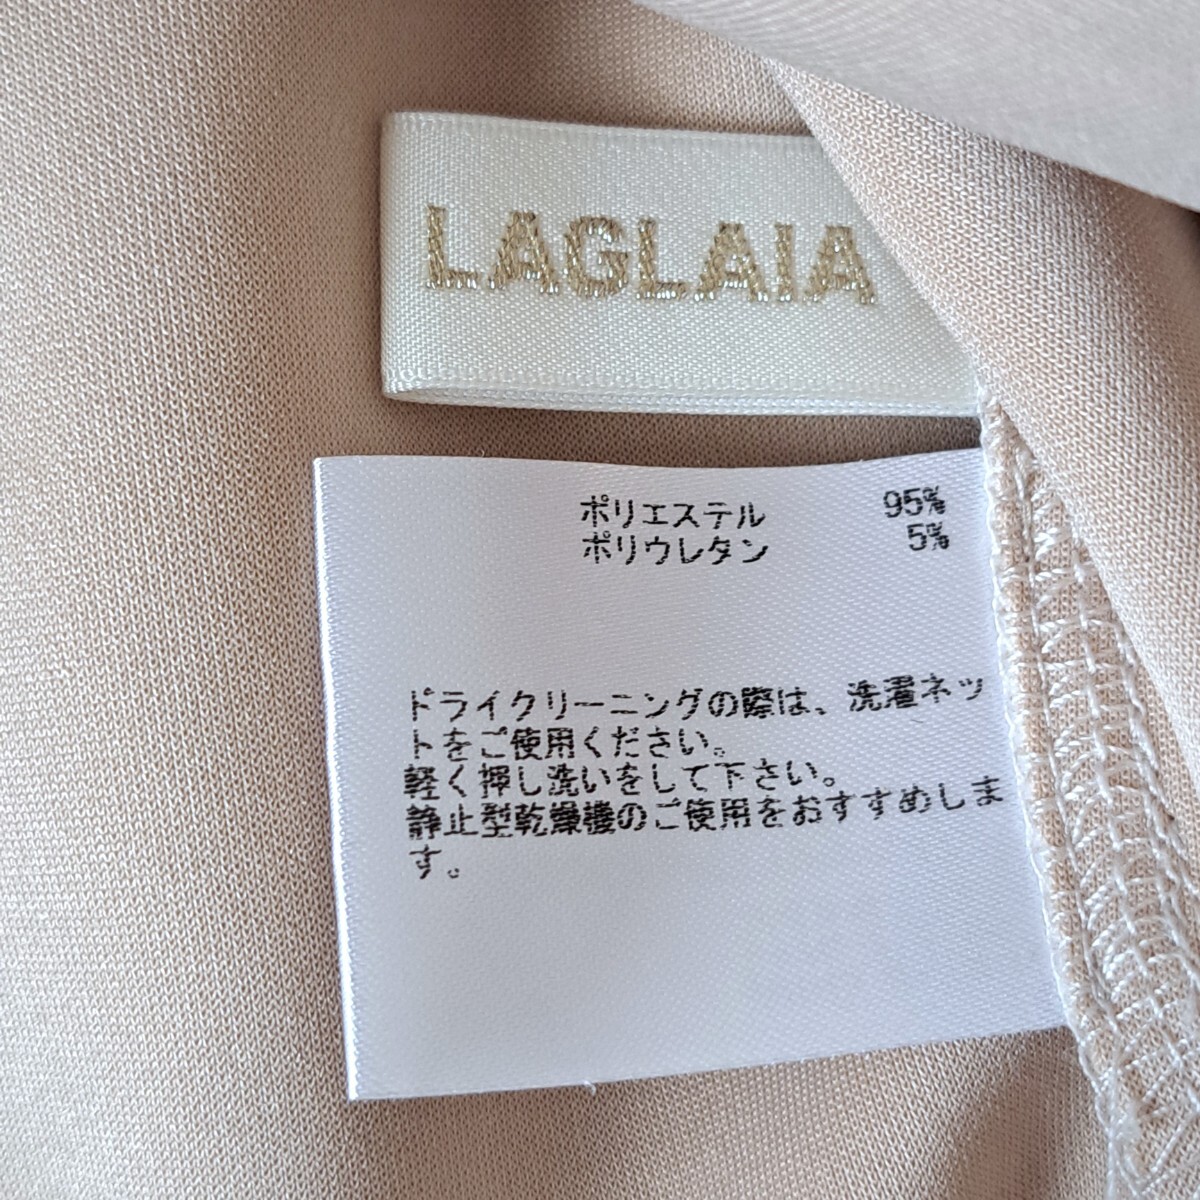 LAGLAIA
ポリエステル 95%
ポリウレタン 5%
ドライクリーニングの際は、洗濯ネッ
トをご使用ください。
軽く押し洗いをして下さい。
静止型乾燥機のご使用をおすすめしま
す。